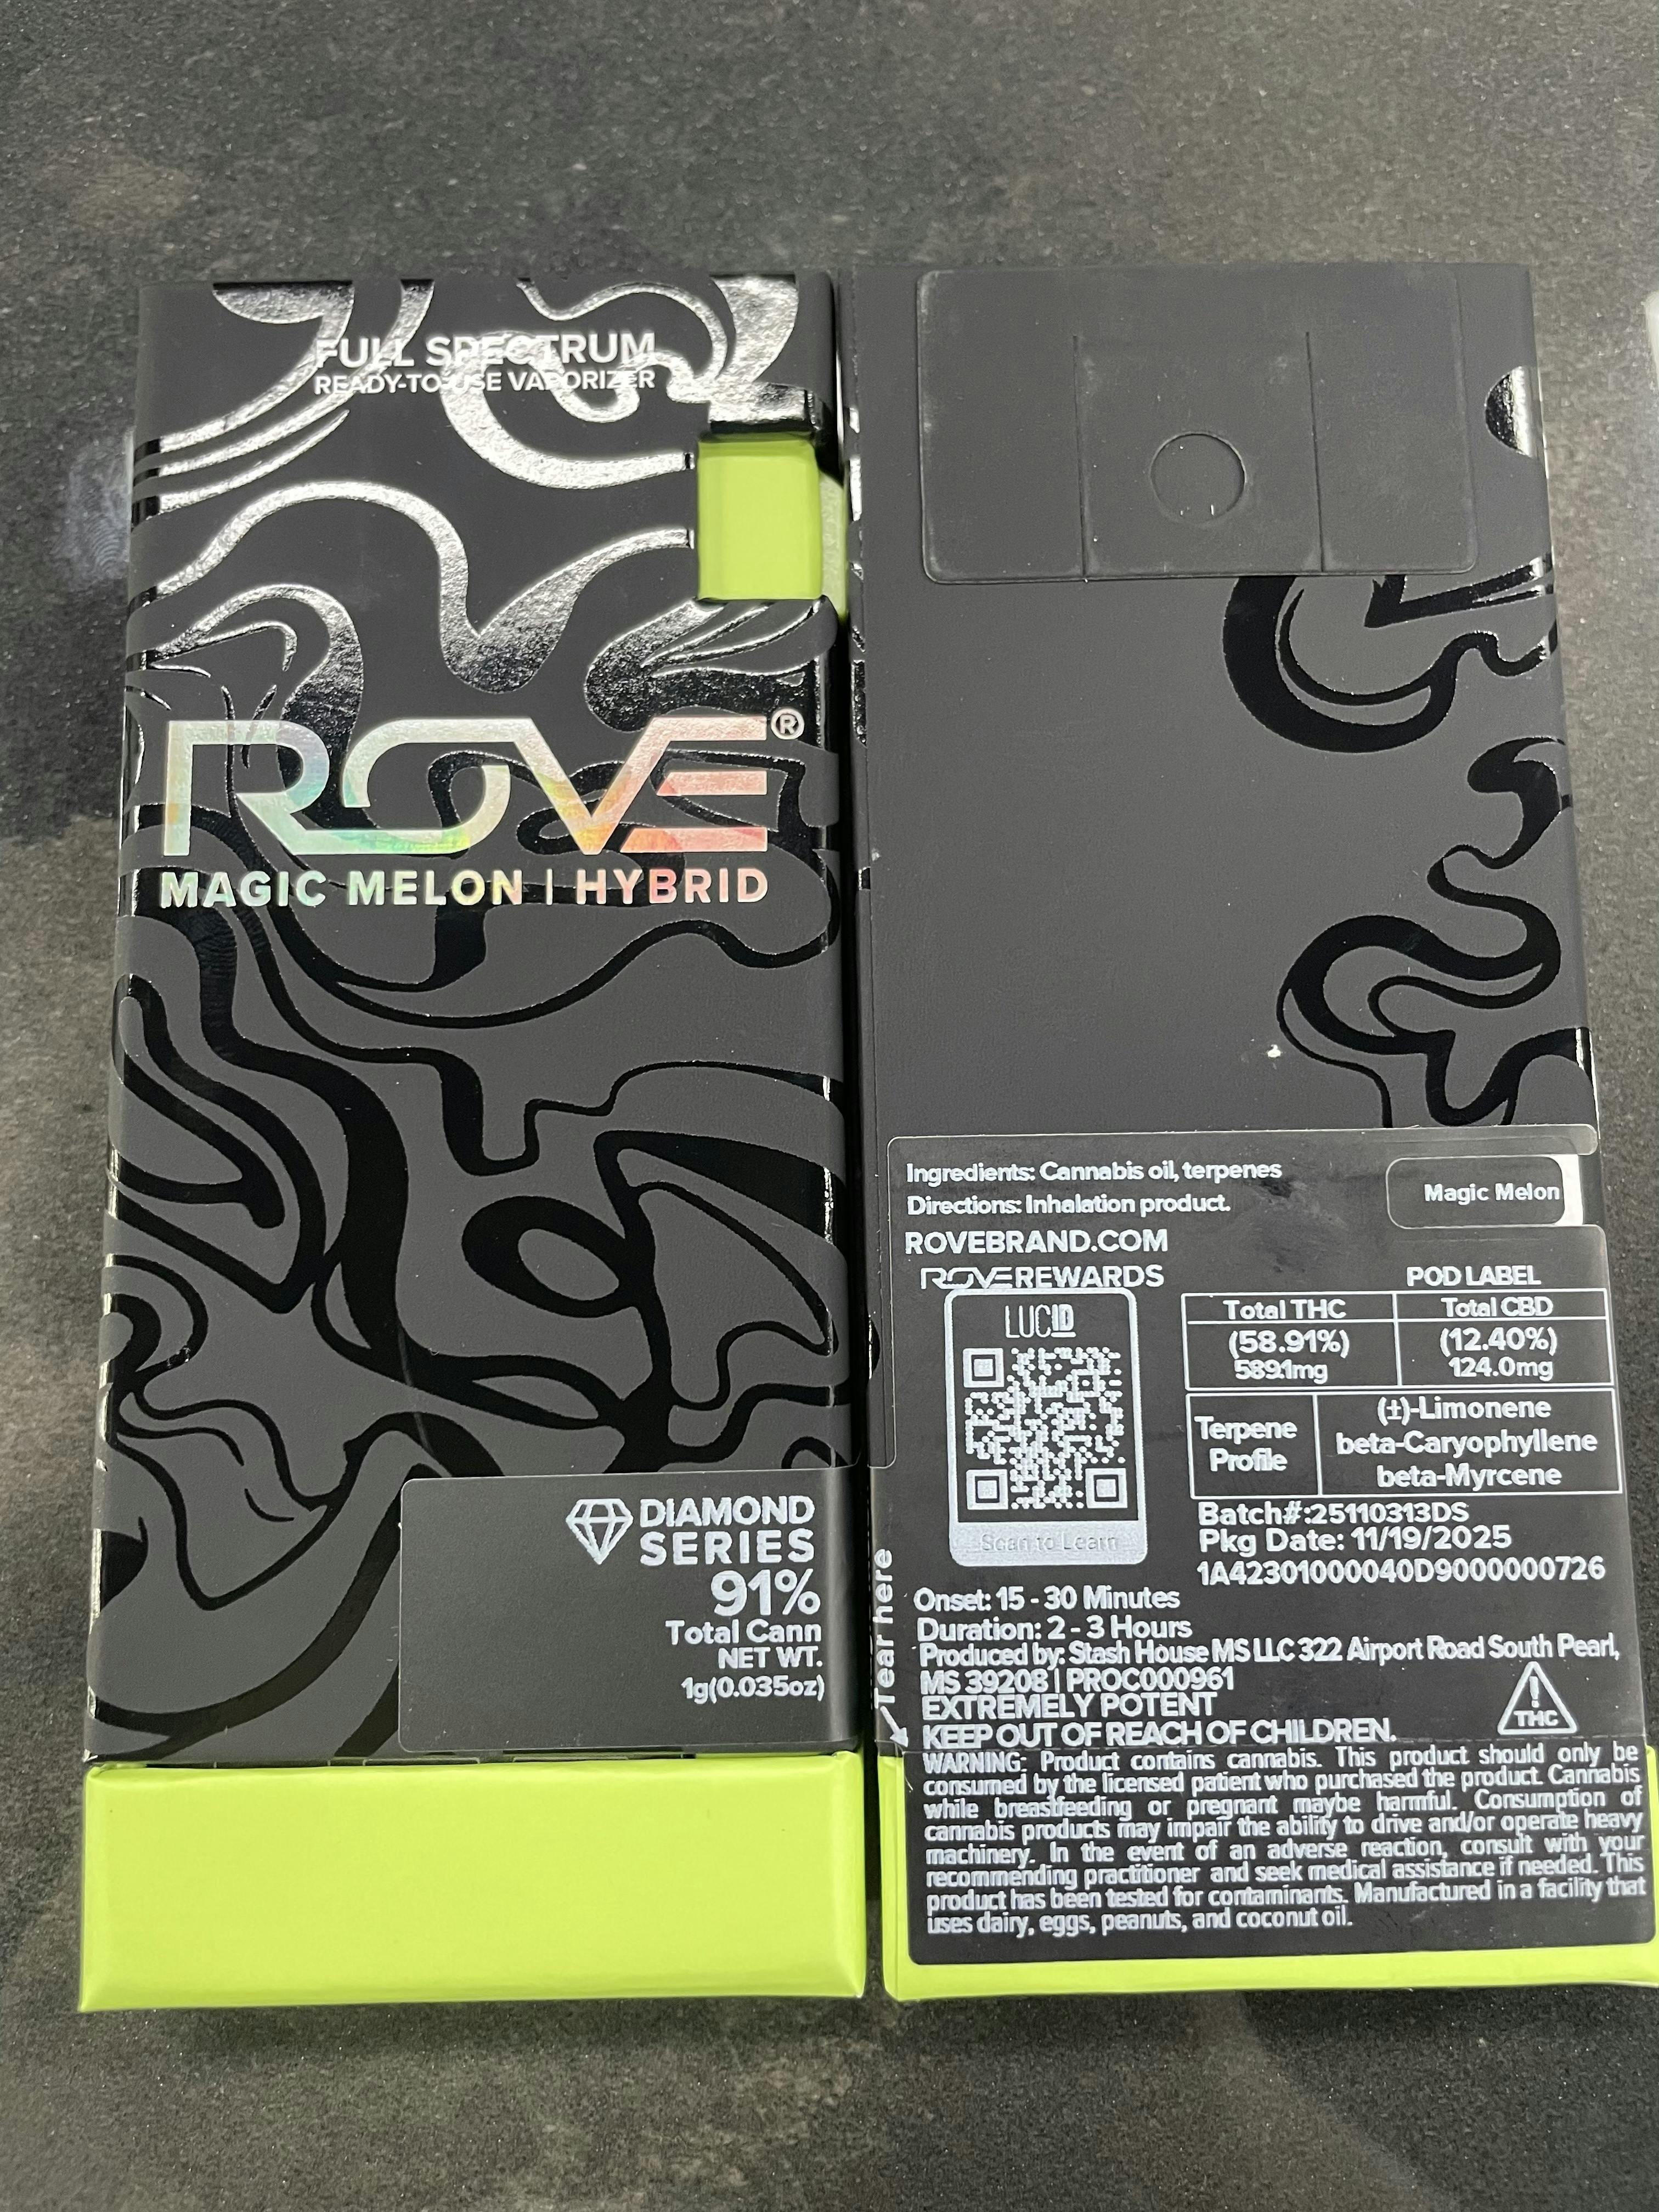 FULL SPECTRUM
READY-TO-USE VAPORIZER
ROVE®
MAGIC MELON | HYBRID
DIAMOND
SERIES
91%
Total Cann
NET WT.
1g(0.035oz)
Ingredients: Cannabis oil, terpenes
Directions: Inhalation product.
Magic Melon
ROVEBRAND.COM
ROVE REWARDS
LUCID
Scan to Learn
POD LABEL
Total THC
Total CBD
(58.91%)
(12.40%)
589.1mg
124.0mg
Terpene
Profile
(±)-Limonene
beta-Caryophyllene
beta-Myrcene
Batch#:25110313DS
Pkg Date: 11/19/2025
1A42301000040D9000000726
Tear here
Onset: 15 - 30 Minutes
Duration: 2 - 3 Hours
Produced by: Stash House MS LLC 322 Airport Road South Pearl,
MS 39208 | PROC000961
EXTREMELY POTENT
KEEP OUT OF REACH OF CHILDREN.
! THC
WARNING: Product contains cannabis. This product should only be
consumed by the licensed patient who purchased the product. Cannabis
while breastfeeding or pregnant maybe harmful. Consumption of
cannabis products may impair the ability to drive and/or operate heavy
machinery. In the event of an adverse reaction, consult with your
recommending practitioner and seek medical assistance if needed. This
product has been tested for contaminants. Manufactured in a facility that
uses dairy, eggs, peanuts, and coconut oil.